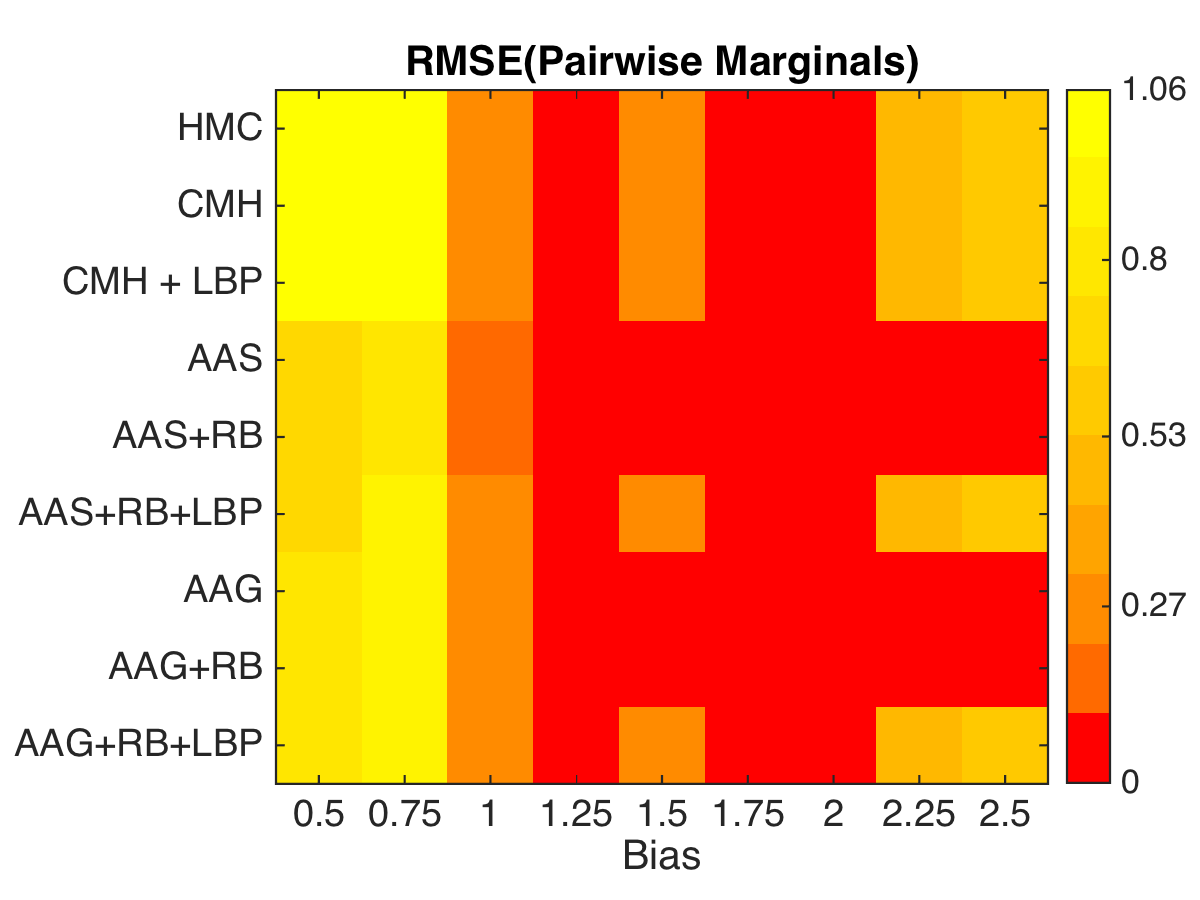 RMSE(Pairwise Marginals)
HMC
CMH
CMH + LBP
AAS
AAS+RB
AAS+RB+LBP
AAG
AAG+RB
AAG+RB+LBP
0.5 0.75 1 1.25 1.5 1.75 2 2.25 2.5
Bias
1.06
0.8
0.53
0.27
0